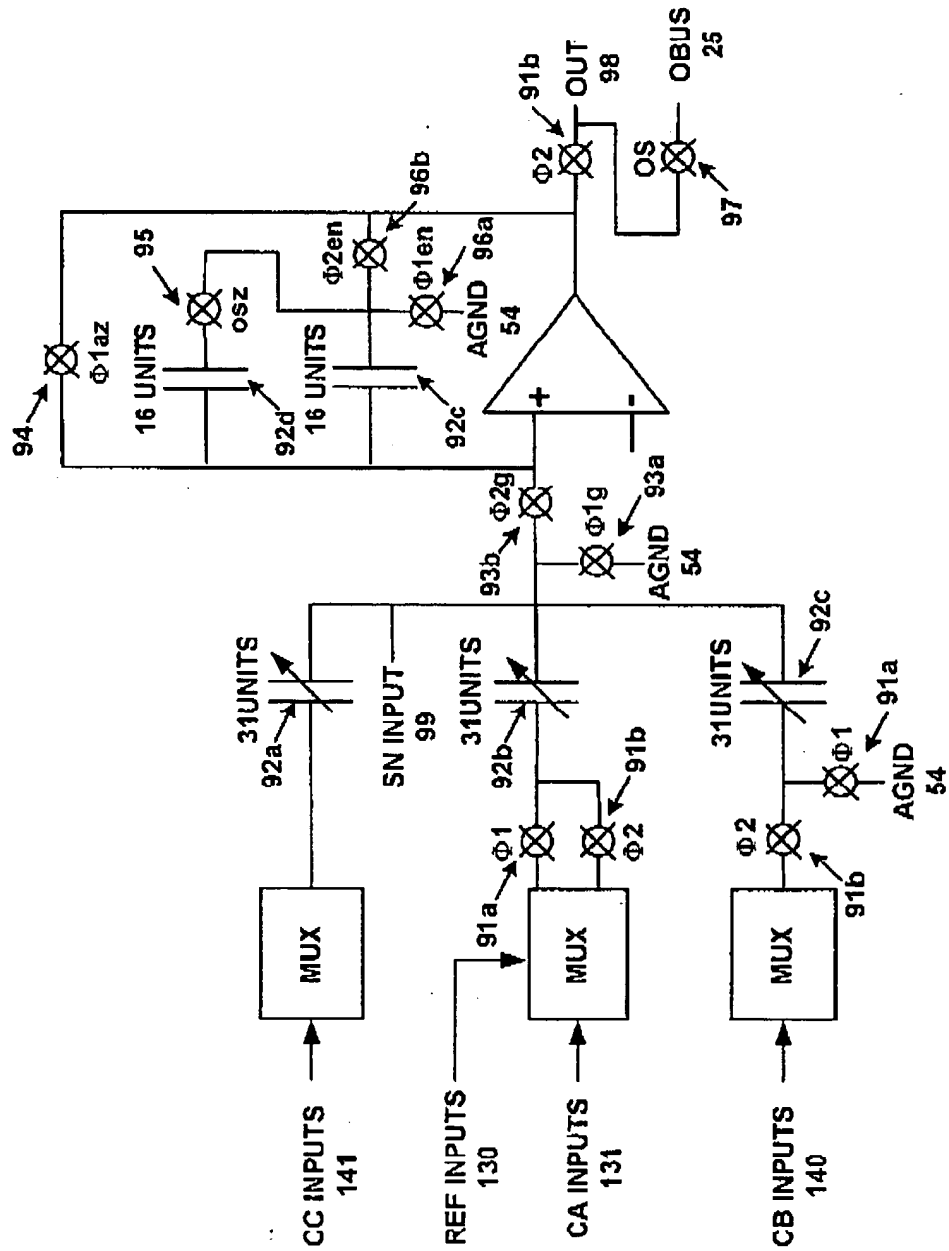 94
Φ1az
95
16 UNITS
OSZ
92d
Φ2en
96b
16 UNITS
92c
Φ1en
96a
AGND
54
+
-
Φ2
91b
OUT
98
OS
97
OBUS
25
Φ2g
93b
Φ1g
93a
AGND
54
31UNITS
92a
SN INPUT
99
31UNITS
92b
31UNITS
92c
MUX
CC INPUTS
141
REF INPUTS
130
91a
Φ1
Φ2
91b
MUX
CA INPUTS
131
Φ2
91b
Φ1
91a
AGND
54
MUX
CB INPUTS
140